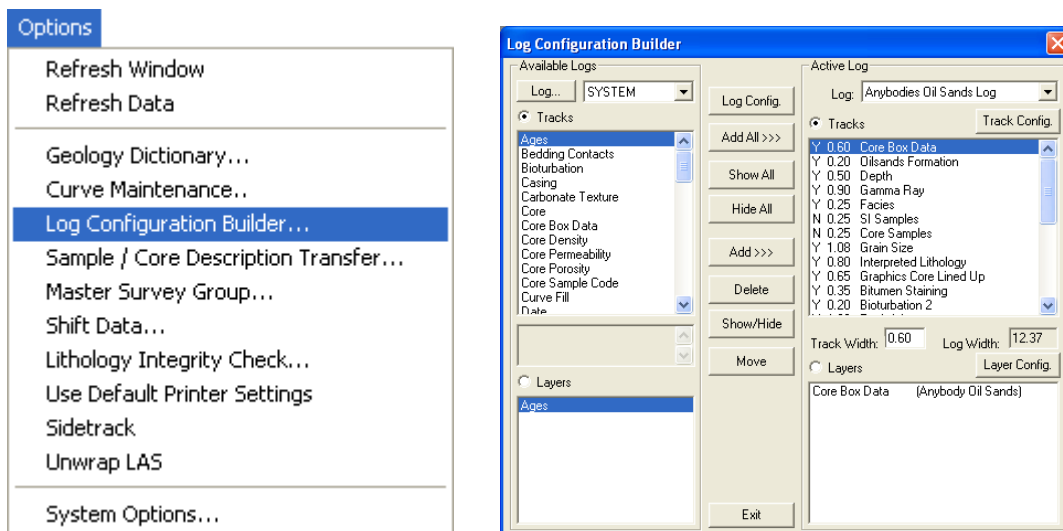 Options
Refresh Window
Refresh Data
Geology Dictionary...
Curve Maintenance..
Log Configuration Builder...
Sample / Core Description Transfer...
Master Survey Group...
Shift Data...
Lithology Integrity Check...
Use Default Printer Settings
Sidetrack
Unwrap LAS
System Options...
Log Configuration Builder
Available Logs
Log... SYSTEM
Tracks
Ages
Bedding Contacts
Bioturbation
Casing
Carbonate Texture
Core
Core Box Data
Core Density
Core Permeability
Core Porosity
Core Sample Code
Curve Fill
Date
Layers
Ages
Log Config.
Add All >>>
Show All
Hide All
Add >>>
Delete
Show/Hide
Move
Exit
Active Log
Log: Anybodies Oil Sands Log
Tracks Track Config.
Y 0.60 Core Box Data
Y 0.20 Oilsands Formation
Y 0.50 Depth
Y 0.90 Gamma Ray
Y 0.25 Facies
N 0.25 SI Samples
N 0.25 Core Samples
Y 1.08 Grain Size
Y 0.80 Interpreted Lithology
Y 0.65 Graphics Core Lined Up
Y 0.35 Bitumen Staining
Y 0.20 Bioturbation 2
Track Width: 0.60 Log Width: 12.37
Layers Layer Config.
Core Box Data (Anybody Oil Sands)